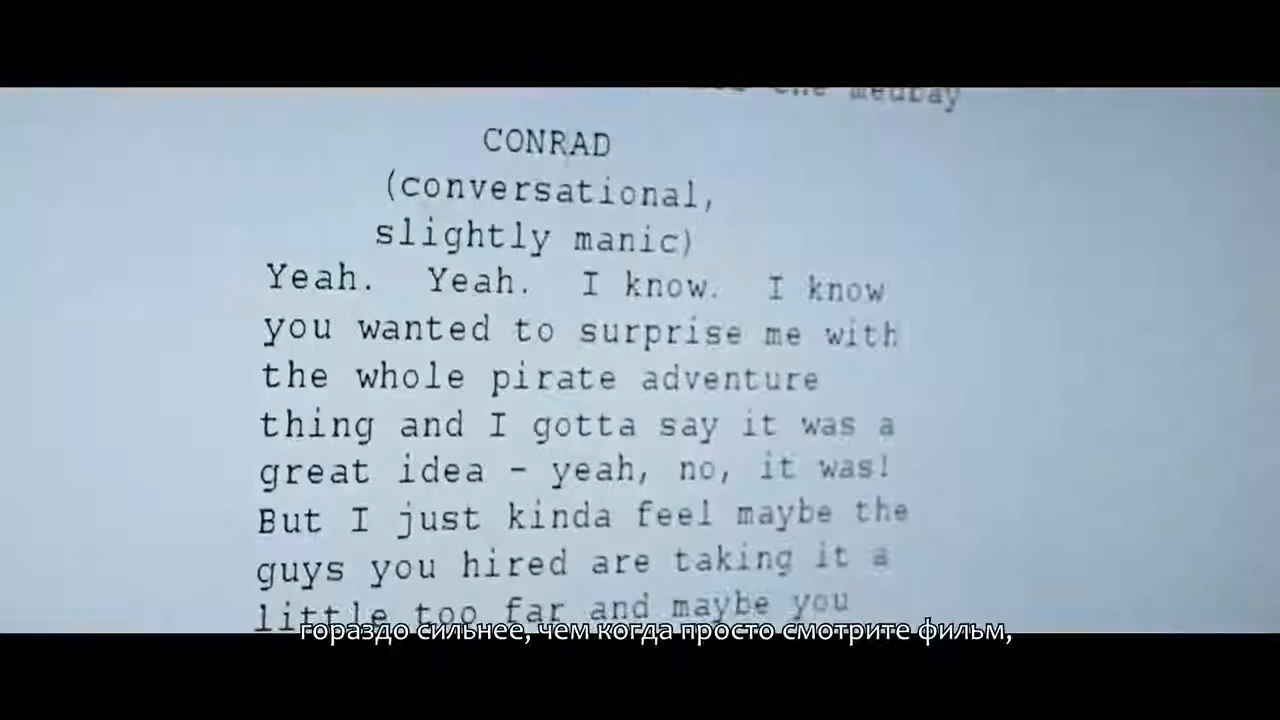 the medbay
CONRAD
(conversational,
slightly manic)
Yeah. Yeah. I know. I know
you wanted to surprise me with
the whole pirate adventure
thing and I gotta say it was a
great idea - yeah, no, it was!
But I just kinda feel maybe the
guys you hired are taking it a
little too far and maybe you
гораздо сильнее, чем когда просто смотрите фильм,